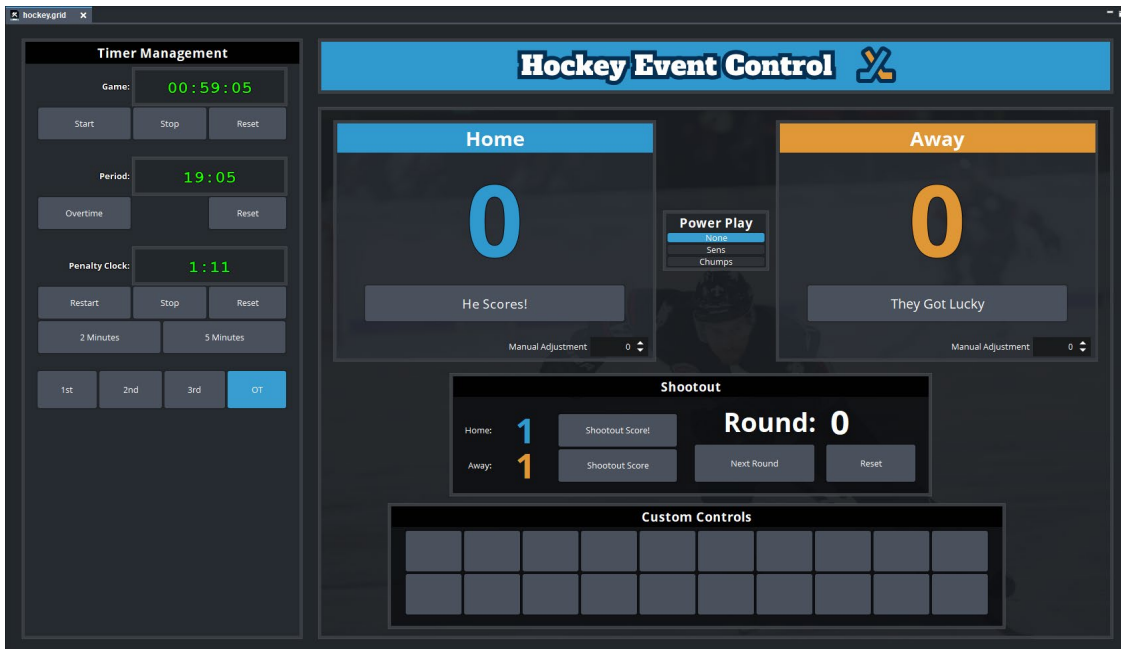 hockey.grid
Timer Management
Game: 00:59:05
Start Stop Reset
Period: 19:05
Overtime Reset
Penalty Clock: 1:11
Restart Stop Reset
2 Minutes 5 Minutes
1st 2nd 3rd OT
Hockey Event Control
Home
0
He Scores!
Manual Adjustment 0
Power Play
None
Sens
Chumps
Away
0
They Got Lucky
Manual Adjustment 0
Shootout
Home: 1 Shootout Score!
Away: 1 Shootout Score
Round: 0
Next Round Reset
Custom Controls